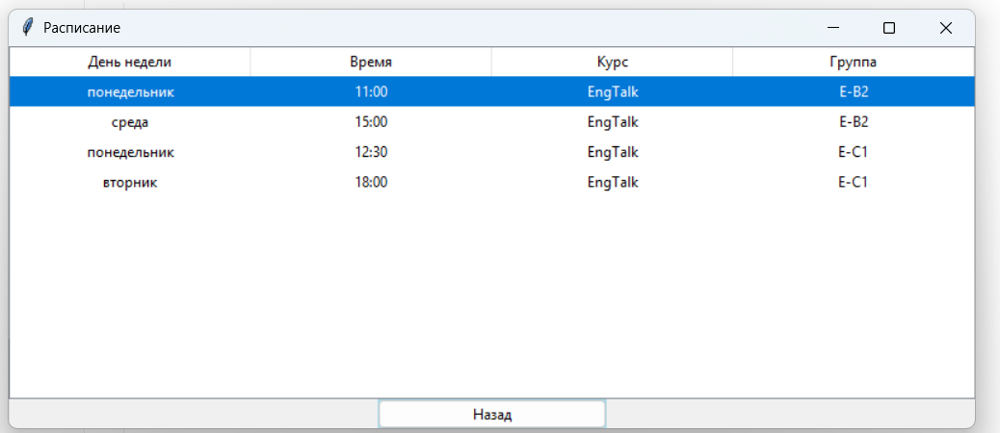 Расписание
День недели Время Курс Группа
понедельник 11:00 EngTalk E-B2
среда 15:00 EngTalk E-B2
понедельник 12:30 EngTalk E-C1
вторник 18:00 EngTalk E-C1
Назад